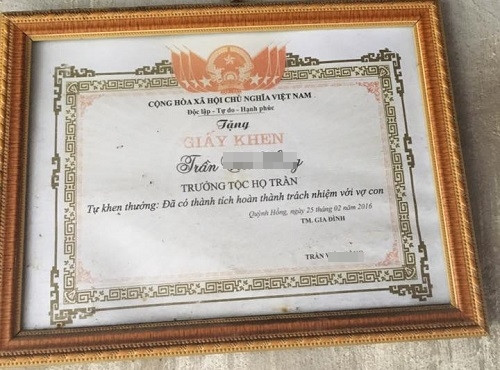 CỘNG HÒA XÃ HỘI CHỦ NGHĨA VIỆT NAM
Độc lập - Tự do - Hạnh phúc
Tặng
GIẤY KHEN
Trần
TRƯỞNG TỘC HỌ TRẦN
Tự khen thưởng: Đã có thành tích hoàn thành trách nhiệm với vợ con
Quỳnh Hồng, ngày 25 tháng 02 năm 2016
TM. GIA ĐÌNH
TRẦN